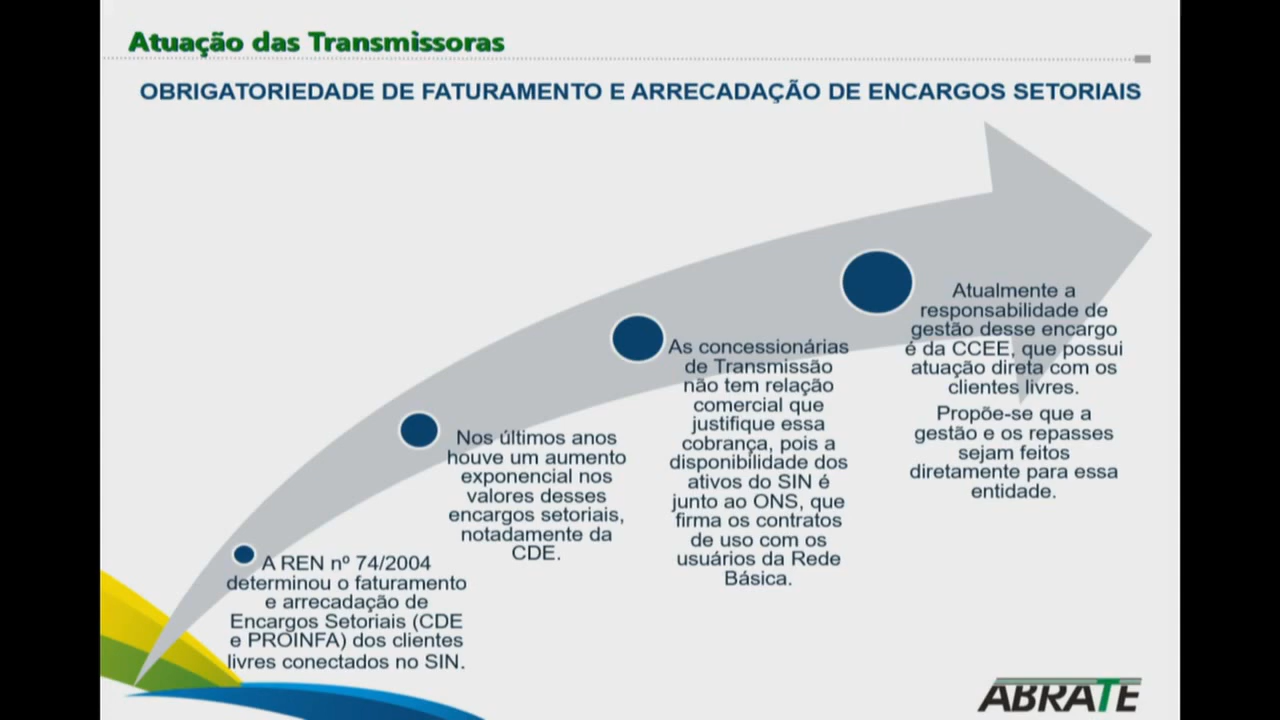 Atuação das Transmissoras
OBRIGATORIEDADE DE FATURAMENTO E ARRECADAÇÃO DE ENCARGOS SETORIAIS
A REN nº 74/2004
determinou o faturamento
e arrecadação de
Encargos Setoriais (CDE
e PROINFA) dos clientes
livres conectados no SIN.
Nos últimos anos
houve um aumento
exponencial nos
valores desses
encargos setoriais,
notadamente da
CDE.
As concessionárias
de Transmissão
não tem relação
comercial que
justifique essa
cobrança, pois a
disponibilidade dos
ativos do SIN é
junto ao ONS, que
firma os contratos
de uso com os
usuários da Rede
Básica.
Atualmente a
responsabilidade de
gestão desse encargo
é da CCEE, que possui
atuação direta com os
clientes livres.
Propõe-se que a
gestão e os repasses
sejam feitos
diretamente para essa
entidade.
ABRATE